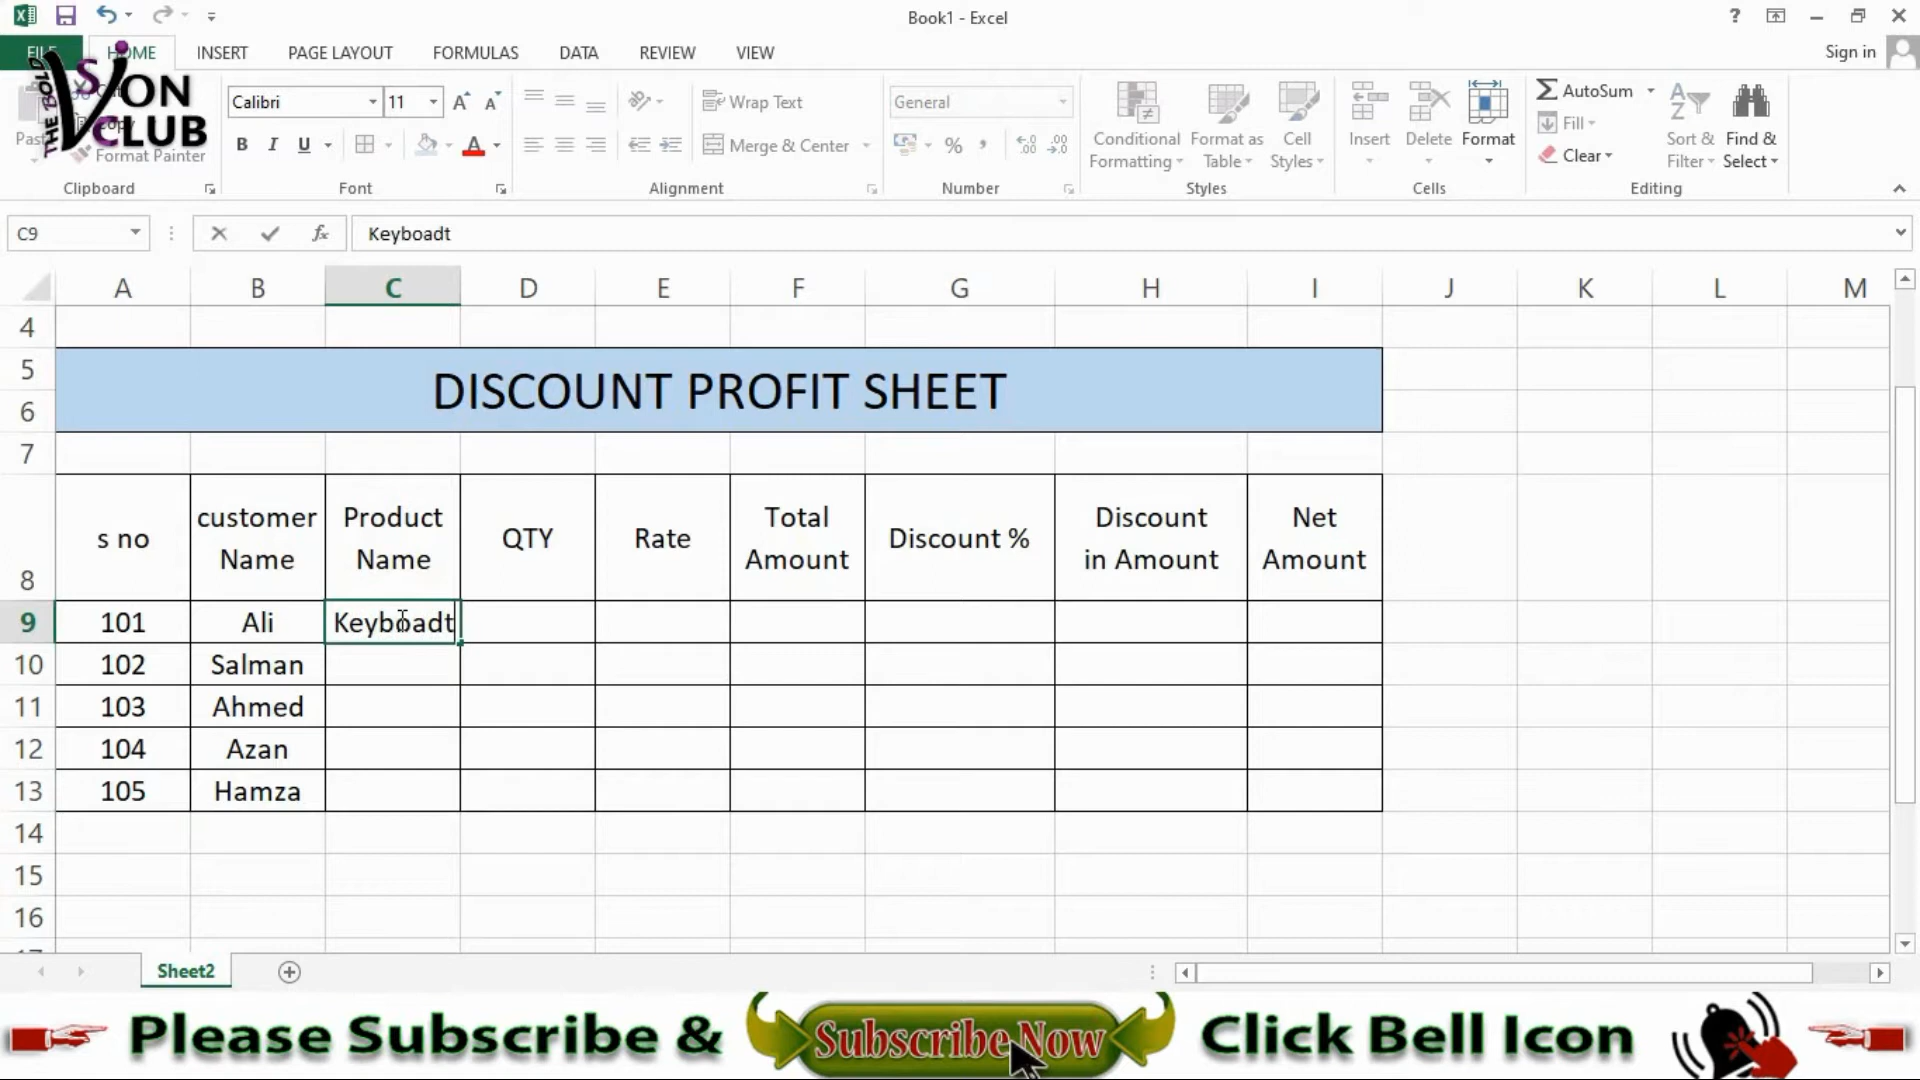 Book1 - Excel
?
FILE HOME INSERT PAGE LAYOUT FORMULAS DATA REVIEW VIEW
Sign in
THE BOLD
VISION
CLUB
Copy
Format Painter
Clipboard
Calibri 11
B I U
Font
Wrap Text
Merge & Center
Alignment
General
%
Number
Conditional Formatting
Format as Table
Cell Styles
Styles
Insert
Delete
Format
Cells
AutoSum
Fill
Clear
Sort & Filter
Find & Select
Editing
C9 fx Keyboadt
A B C D E F G H I J K L M
4
5 DISCOUNT PROFIT SHEET
6
7
8 s no customer Name Product Name QTY Rate Total Amount Discount % Discount in Amount Net Amount
9 101 Ali Keyboadt
10 102 Salman
11 103 Ahmed
12 104 Azan
13 105 Hamza
14
15
16
Sheet2
Please Subscribe & Subscribe Now Click Bell Icon